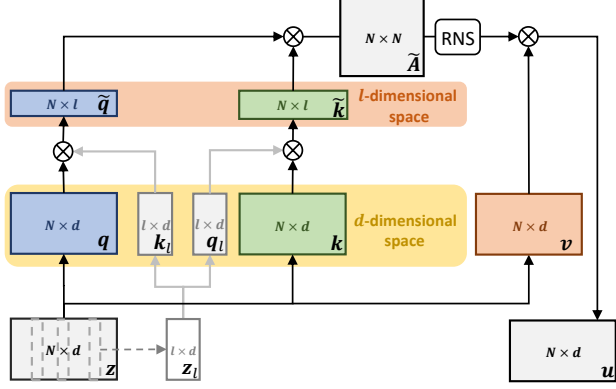 N × N
Ã
RNS
N × l
q̃
N × l
k̃
l-dimensional
space
N × d
q
l × d
k_l
l × d
q_l
N × d
k
d-dimensional
space
N × d
v
N × d
z
l × d
z_l
N × d
u